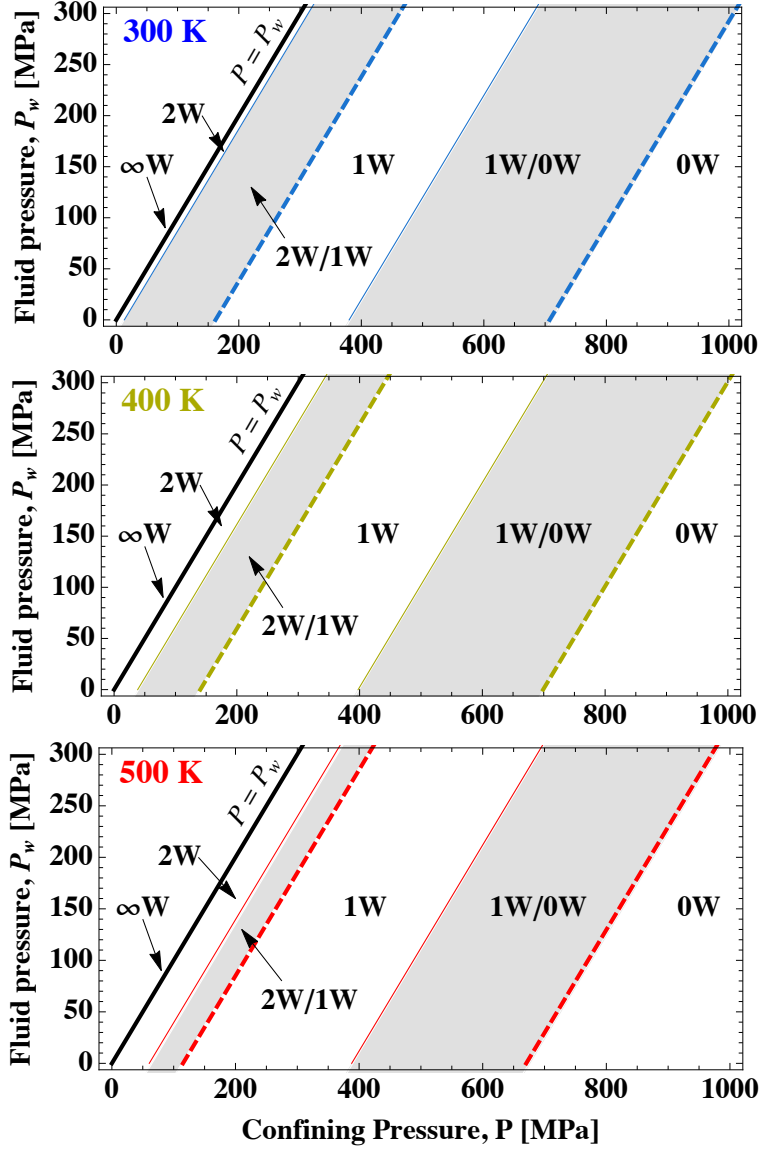 300 K
P = P_w
2W
∞W
1W
1W/0W
0W
2W/1W
Fluid pressure, P_w [MPa]
300
250
200
150
100
50
0
0 200 400 600 800 1000
400 K
P = P_w
2W
∞W
1W
1W/0W
0W
2W/1W
Fluid pressure, P_w [MPa]
300
250
200
150
100
50
0
0 200 400 600 800 1000
500 K
P = P_w
2W
∞W
1W
1W/0W
0W
2W/1W
Fluid pressure, P_w [MPa]
300
250
200
150
100
50
0
0 200 400 600 800 1000
Confining Pressure, P [MPa]